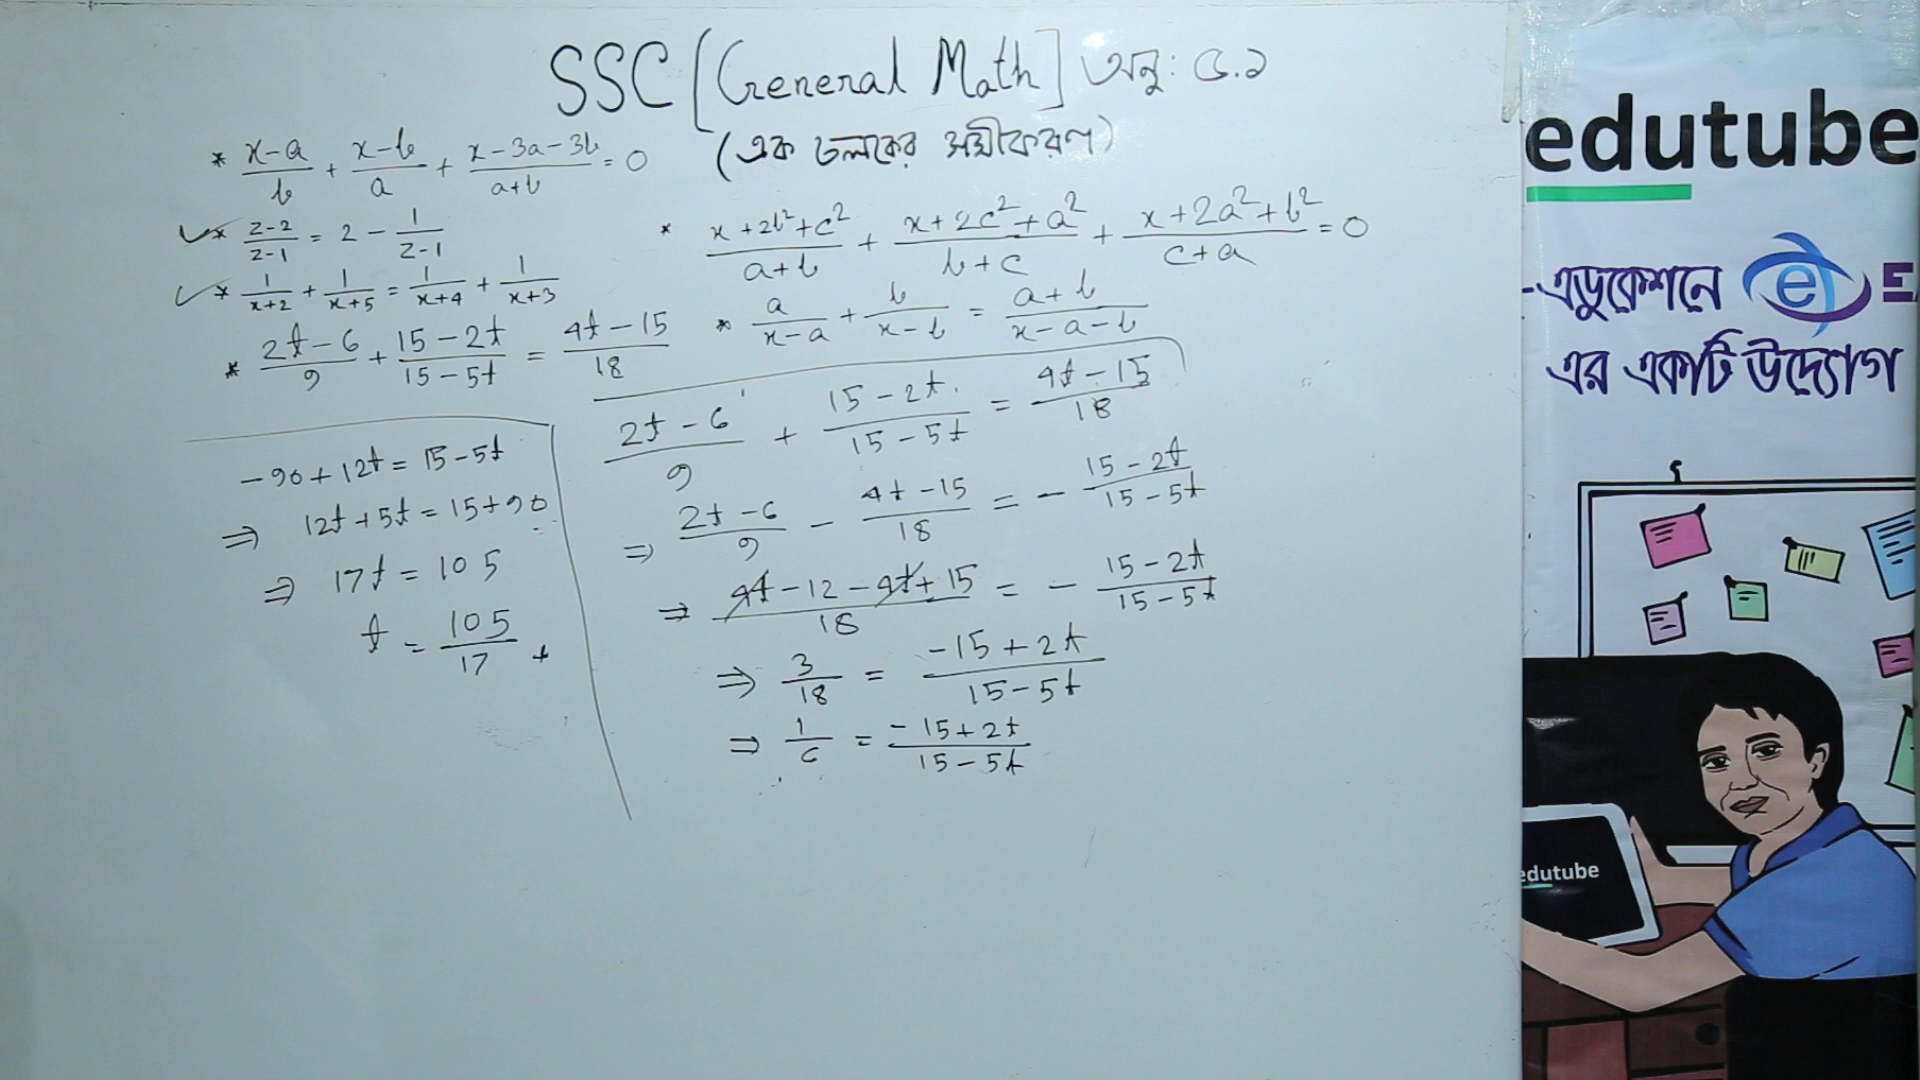 SSC [General Math] অনু: ৫.১
(এক চলকের সমীকরণ)
* (x-a)/b + (x-b)/a + (x-3a-3b)/(a+b) = 0
✓* (z-2)/(z-1) = 2 - 1/(z-1)
✓* 1/(x+2) + 1/(x+5) = 1/(x+4) + 1/(x+3)
* (2t-6)/9 + (15-2t)/(15-5t) = (4t-15)/18
* (x+2b²+c²)/(a+b) + (x+2c²+a²)/(b+c) + (x+2a²+b²)/(c+a) = 0
* a/(x-a) + b/(x-b) = (a+b)/(x-a-b)
(2t-6)/9 + (15-2t)/(15-5t) = (4t-15)/18
⇒ (2t-6)/9 - (4t-15)/18 = - (15-2t)/(15-5t)
⇒ (4t-12-4t+15)/18 = - (15-2t)/(15-5t)
⇒ 3/18 = (-15+2t)/(15-5t)
⇒ 1/6 = (-15+2t)/(15-5t)
-90+12t = 15-5t
⇒ 12t+5t = 15+90
⇒ 17t = 105
t = 105/17
edutube
-এডুকেশনে e E
এর একটি উদ্যোগ
edutube